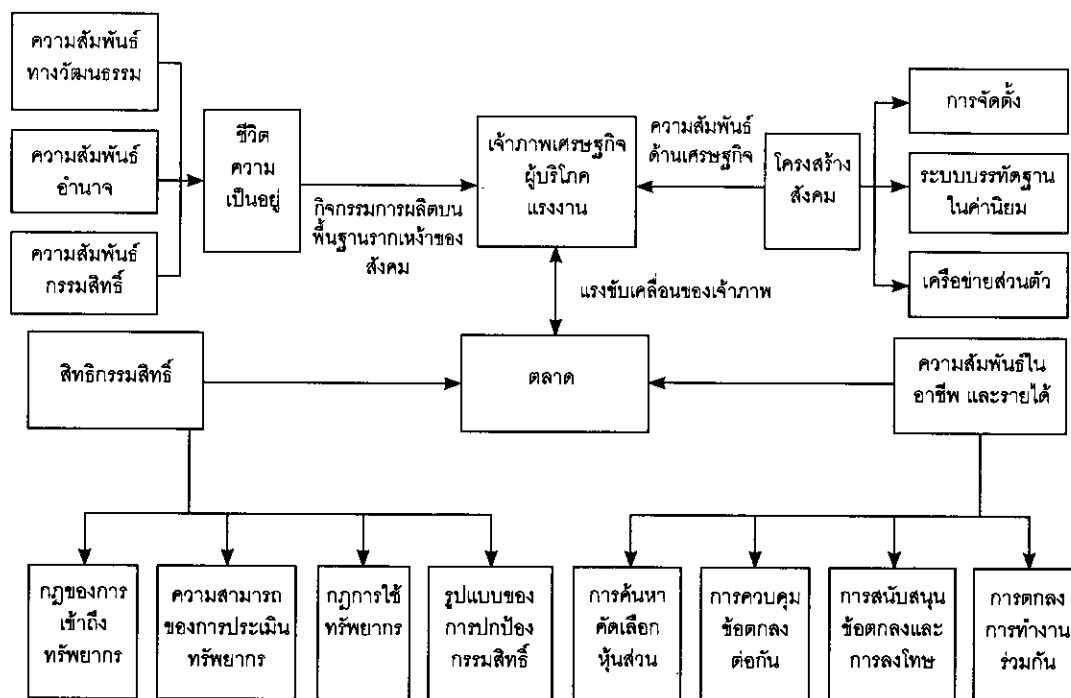 ความสัมพันธ์
ทางวัฒนธรรม
ความสัมพันธ์
อำนาจ
ความสัมพันธ์
กรรมสิทธิ์
ชีวิต
ความ
เป็นอยู่
กิจกรรมการผลิตบน
พื้นฐานรากเหง้าของ
สังคม
เจ้าภาพเศรษฐกิจ
ผู้บริโภค
แรงงาน
ความสัมพันธ์
ด้านเศรษฐกิจ
โครงสร้าง
สังคม
การจัดตั้ง
ระบบบรรทัดฐาน
ในค่านิยม
เครือข่ายส่วนตัว
แรงขับเคลื่อนของเจ้าภาพ
สิทธิกรรมสิทธิ์
ตลาด
ความสัมพันธ์ใน
อาชีพ และรายได้
กฎของการ
เข้าถึง
ทรัพยากร
ความสามารถ
ของการประเมิน
ทรัพยากร
กฎการใช้
ทรัพยากร
รูปแบบของ
การปกป้อง
กรรมสิทธิ์
การค้นหา
คัดเลือก
หุ้นส่วน
การควบคุม
ข้อตกลง
ต่อกัน
การสนับสนุน
ข้อตกลงและ
การลงโทษ
การตกลง
การทำงาน
ร่วมกัน